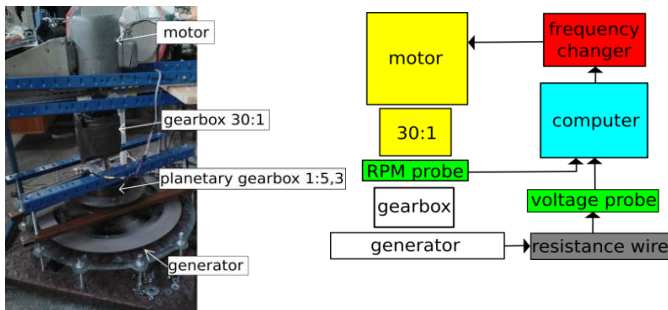 motor
gearbox 30:1
planetary gearbox 1:5,3
generator
motor
frequency
changer
30:1
computer
RPM probe
gearbox
voltage probe
generator
resistance wire